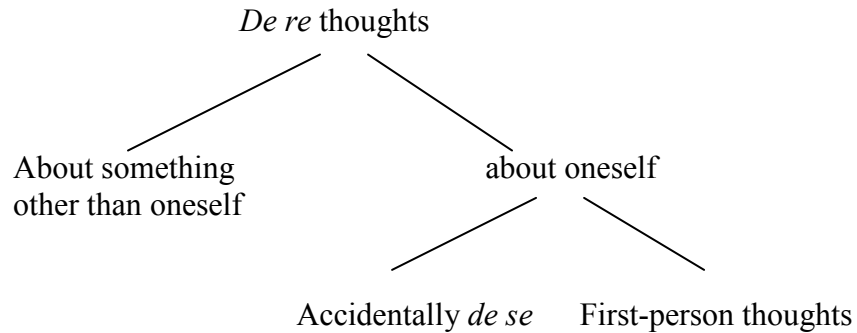 De re thoughts
About something
other than oneself
about oneself
Accidentally de se
First-person thoughts